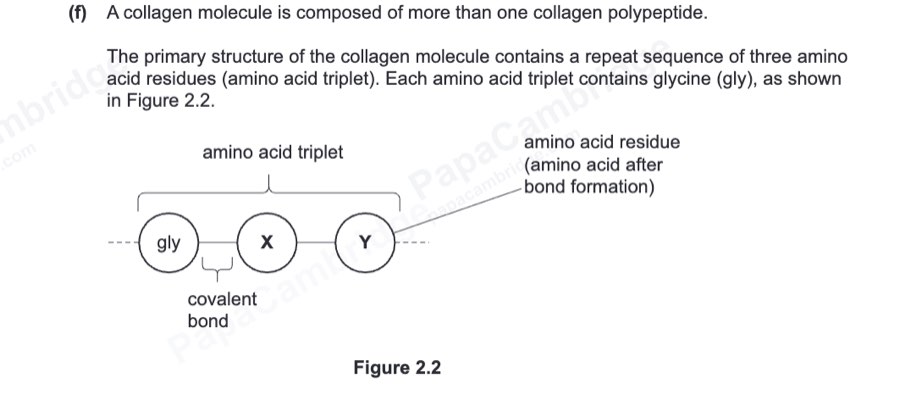 (f) A collagen molecule is composed of more than one collagen polypeptide.
The primary structure of the collagen molecule contains a repeat sequence of three amino
acid residues (amino acid triplet). Each amino acid triplet contains glycine (gly), as shown
in Figure 2.2.
amino acid triplet
amino acid residue
(amino acid after
bond formation)
gly
X
Y
covalent
bond
Figure 2.2
PapaCambridge